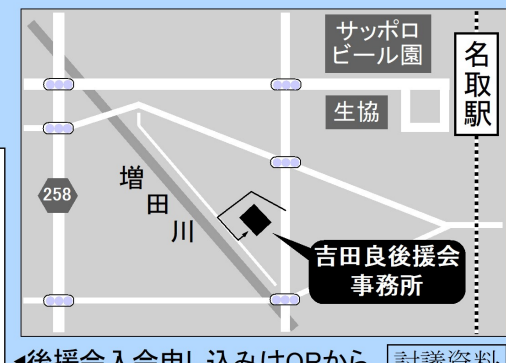 サッポロ
ビール園
名取駅
生協
258
増田川
吉田良後援会
事務所
◀後援会入会申し込みはQRから
討議資料